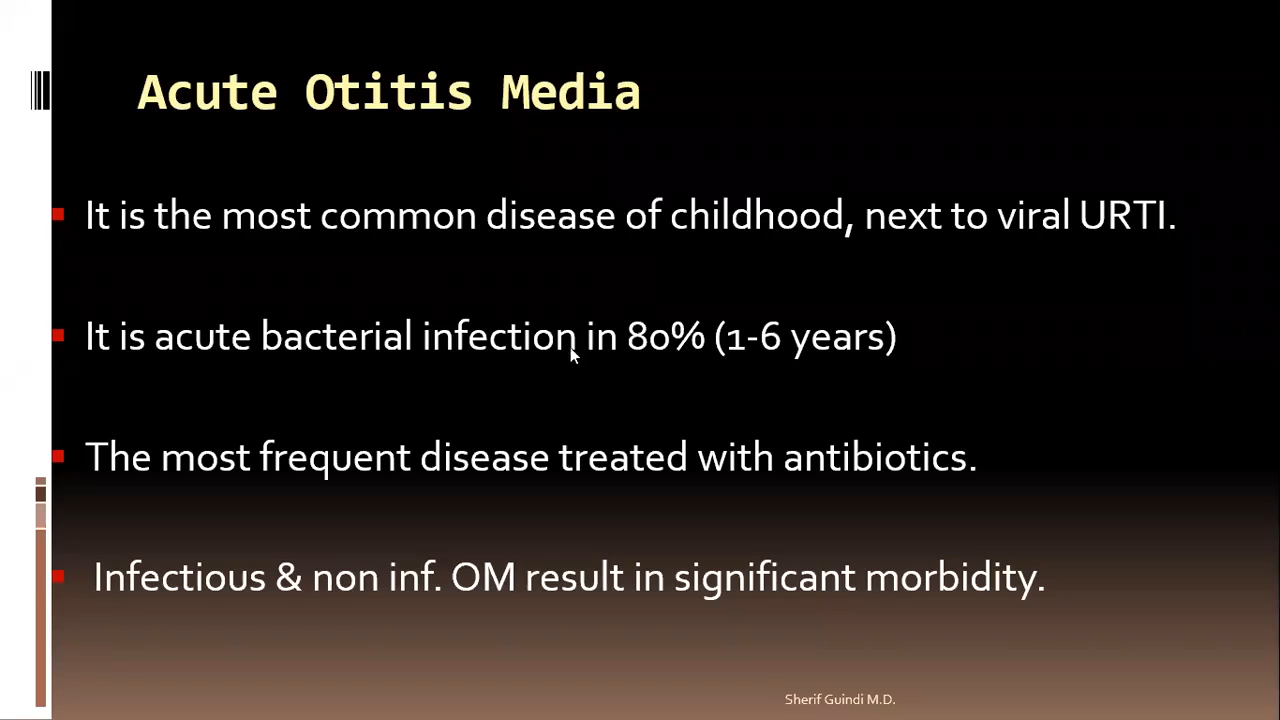 Acute Otitis Media
It is the most common disease of childhood, next to viral URTI.
It is acute bacterial infection in 80% (1-6 years)
The most frequent disease treated with antibiotics.
Infectious & non inf. OM result in significant morbidity.
Sherif Guindi M.D.